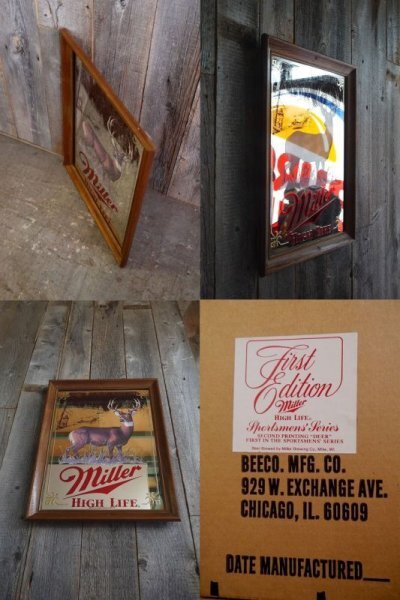 Miller
Miller
Miller
HIGH LIFE
First
Edition
Miller
HIGH LIFE
Sportsmen's Series
SECOND PRINTING "DEER"
FIRST IN THE SPORTSMENS' SERIES
BEECO. MFG. CO.
929 W. EXCHANGE AVE.
CHICAGO, IL. 60609
DATE MANUFACTURED